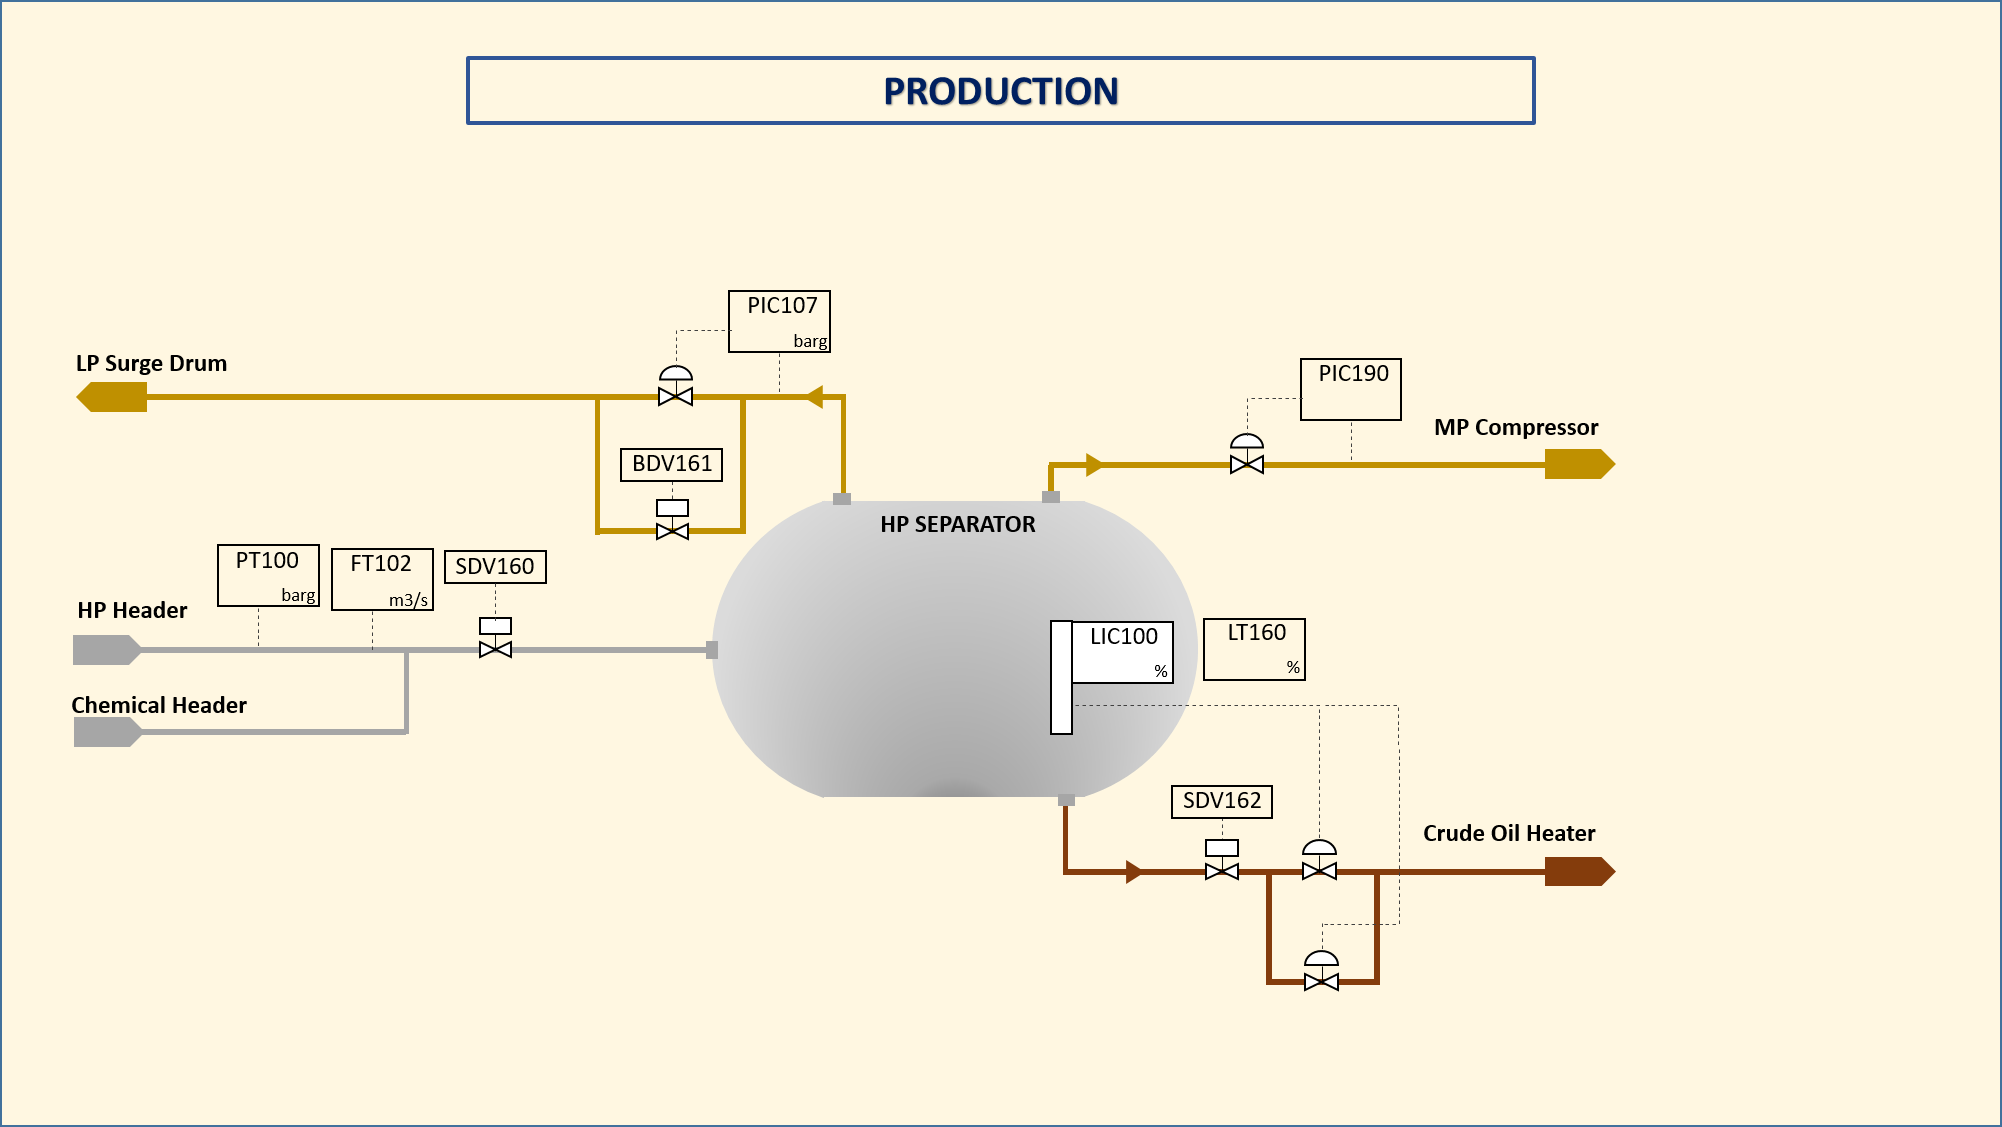 PRODUCTION
PIC107
barg
LP Surge Drum
PIC190
MP Compressor
BDV161
HP SEPARATOR
PT100
barg
FT102
m3/s
SDV160
HP Header
LIC100
%
LT160
%
Chemical Header
SDV162
Crude Oil Heater